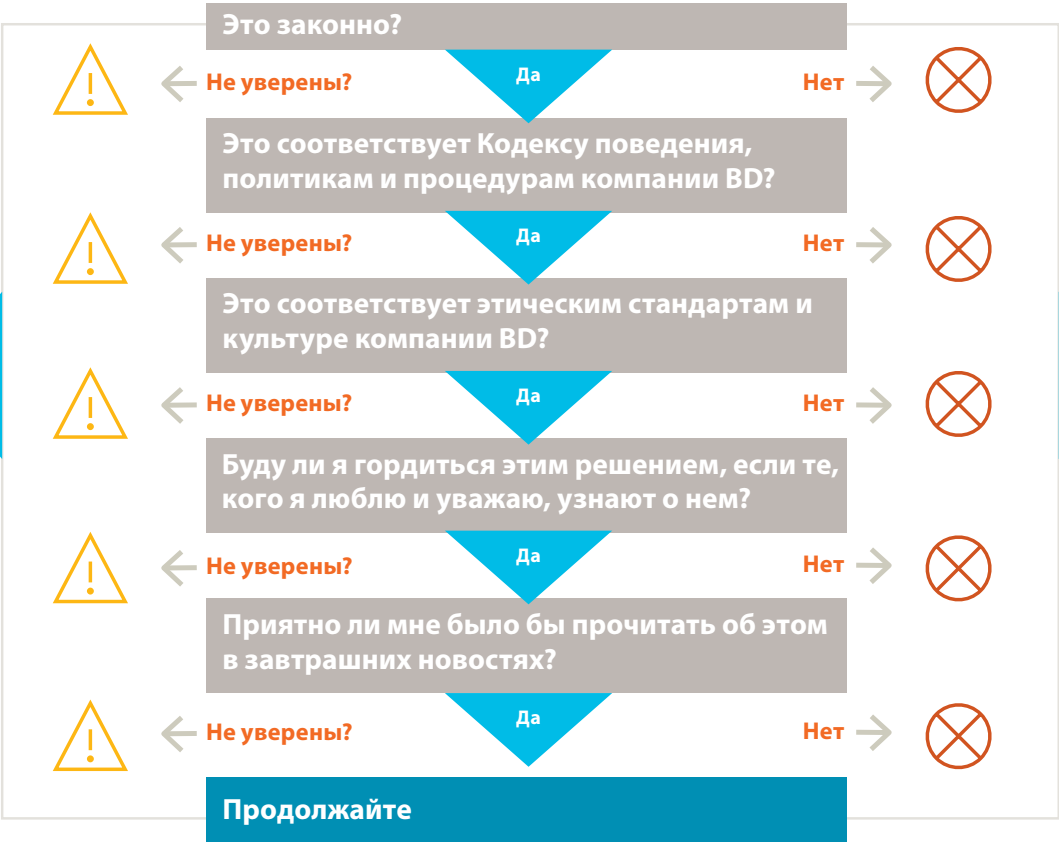 Это законно?
Не уверены?
Да
Нет
Это соответствует Кодексу поведения,
политикам и процедурам компании BD?
Не уверены?
Да
Нет
Это соответствует этическим стандартам и
культуре компании BD?
Не уверены?
Да
Нет
Буду ли я гордиться этим решением, если те,
кого я люблю и уважаю, узнают о нем?
Не уверены?
Да
Нет
Приятно ли мне было бы прочитать об этом
в завтрашних новостях?
Не уверены?
Да
Нет
Продолжайте